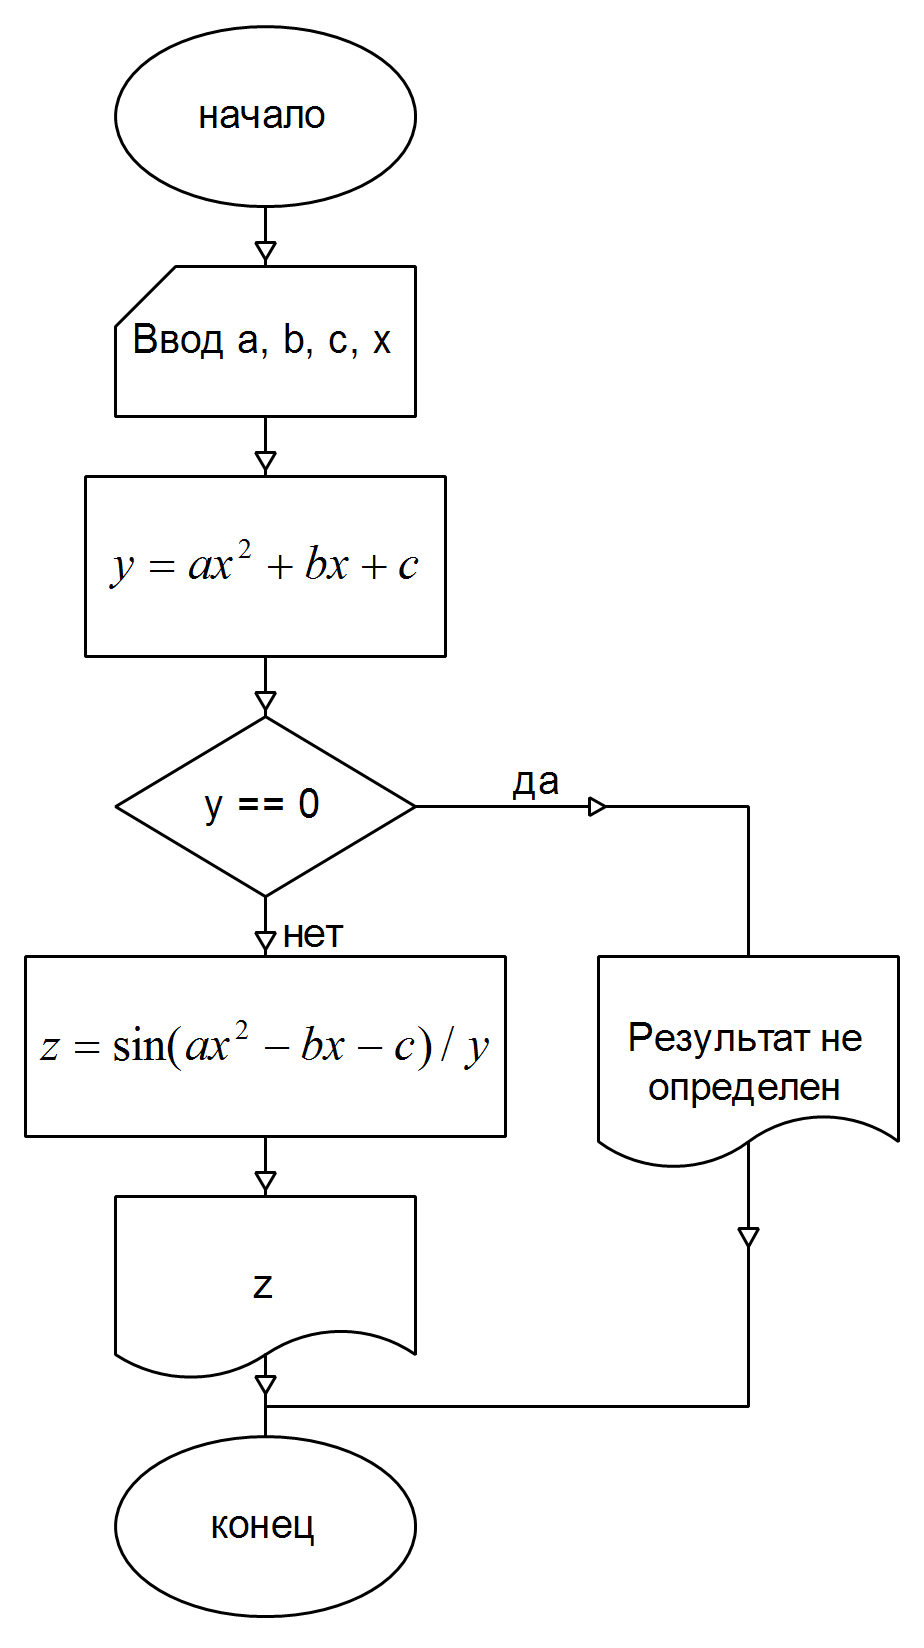 начало
Ввод a, b, c, x
y = ax² + bx + c
y == 0
да
нет
z = sin(ax² − bx − c) / y
Результат не
определен
z
конец